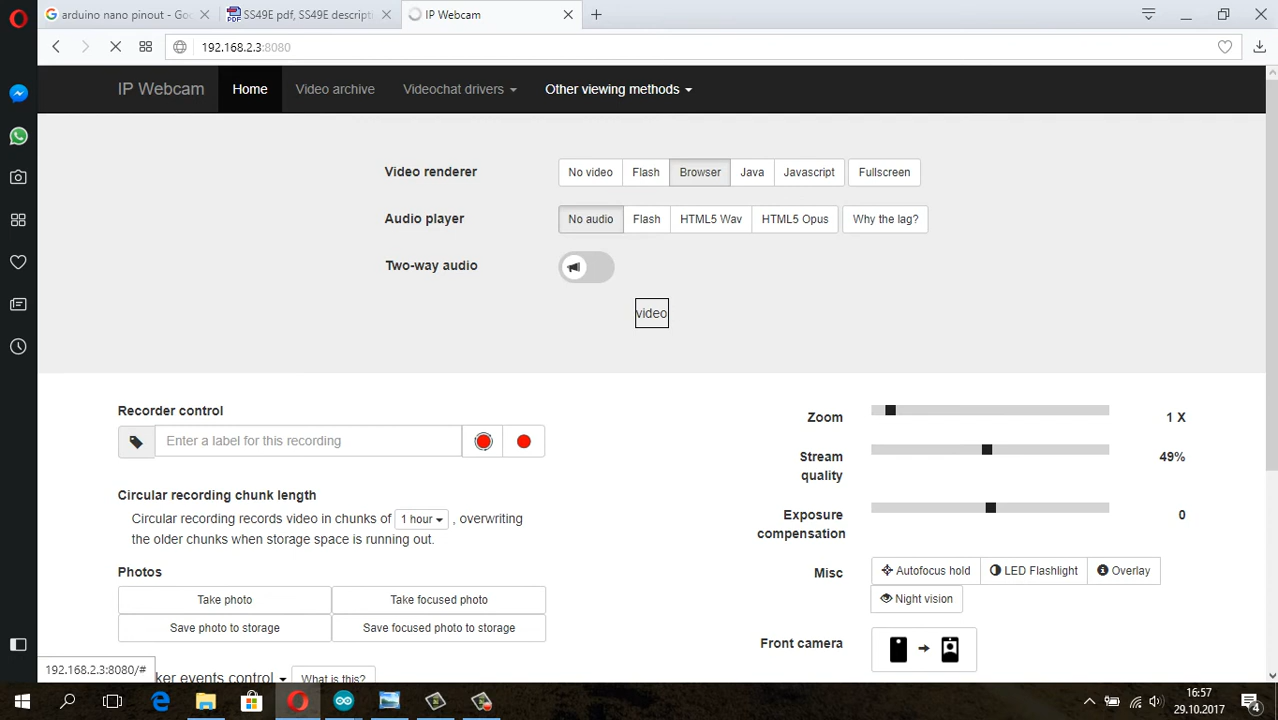 arduino nano pinout - Goo
SS49E pdf, SS49E descripti
IP Webcam
192.168.2.3:8080
IP Webcam Home Video archive Videochat drivers Other viewing methods
Video renderer No video Flash Browser Java Javascript Fullscreen
Audio player No audio Flash HTML5 Wav HTML5 Opus Why the lag?
Two-way audio
video
Recorder control
Enter a label for this recording
Circular recording chunk length
Circular recording records video in chunks of 1 hour , overwriting
the older chunks when storage space is running out.
Photos
Take photo Take focused photo
Save photo to storage Save focused photo to storage
ker events control What is this?
Zoom 1 X
Stream
quality 49%
Exposure
compensation 0
Misc Autofocus hold LED Flashlight Overlay
Night vision
Front camera
192.168.2.3:8080/#
16:57
29.10.2017
4